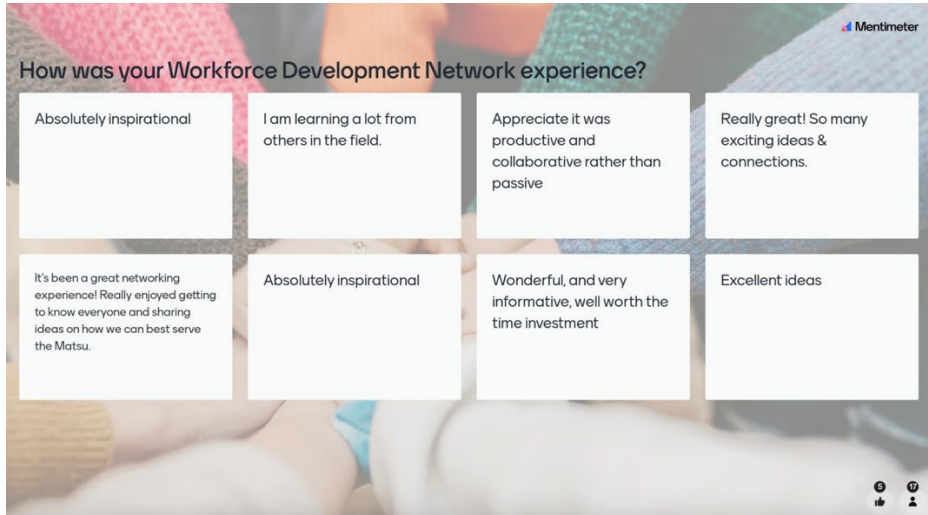 Mentimeter
How was your Workforce Development Network experience?
Absolutely inspirational
I am learning a lot from
others in the field.
Appreciate it was
productive and
collaborative rather than
passive
Really great! So many
exciting ideas &
connections.
It's been a great networking
experience! Really enjoyed getting
to know everyone and sharing
ideas on how we can best serve
the Matsu.
Absolutely inspirational
Wonderful, and very
informative, well worth the
time investment
Excellent ideas
5
17